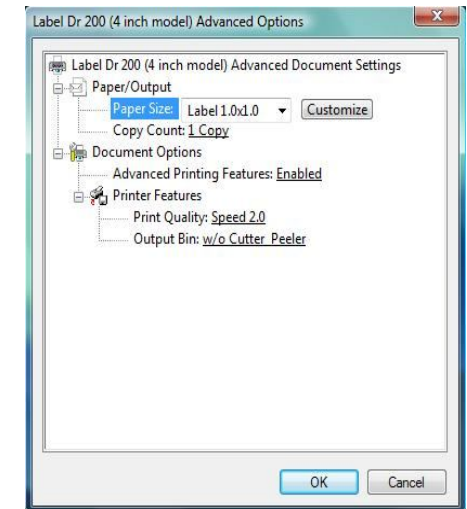 Label Dr 200 (4 inch model) Advanced Options
Label Dr 200 (4 inch model) Advanced Document Settings
Paper/Output
Paper Size: Label 1.0x1.0 Customize
Copy Count: 1 Copy
Document Options
Advanced Printing Features: Enabled
Printer Features
Print Quality: Speed 2.0
Output Bin: w/o Cutter_Peeler
OK Cancel